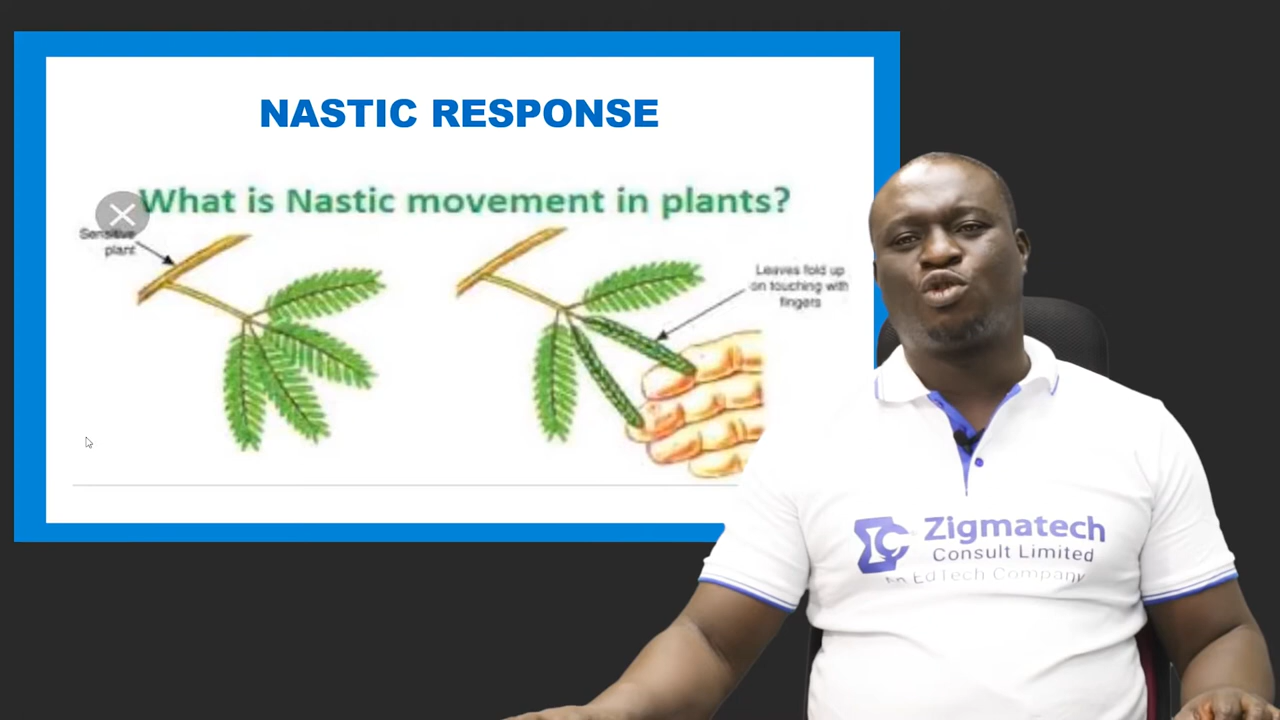 NASTIC RESPONSE
What is Nastic movement in plants?
Sensitive
plant
Leaves fold up
on touching with
fingers
Zigmatech
Consult Limited
An EdTech Company